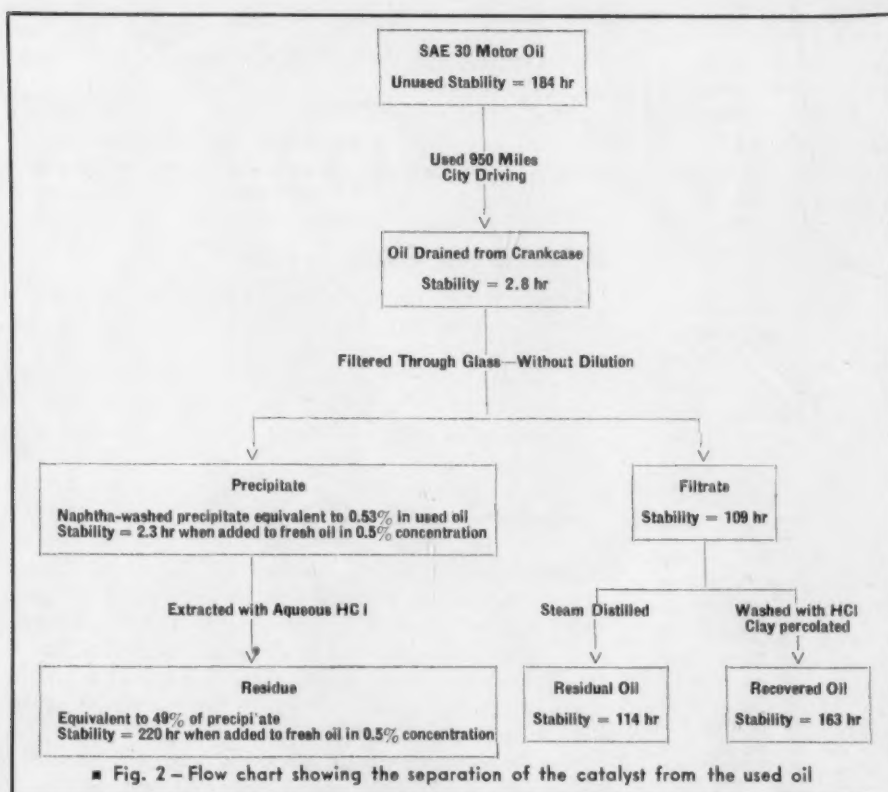 SAE 30 Motor Oil
Unused Stability = 184 hr
Used 950 Miles
City Driving
Oil Drained from Crankcase
Stability = 2.8 hr
Filtered Through Glass—Without Dilution
Precipitate
Naphtha-washed precipitate equivalent to 0.53% in used oil
Stability = 2.3 hr when added to fresh oil in 0.5% concentration
Filtrate
Stability = 109 hr
Extracted with Aqueous HCl
Steam Distilled
Washed with HCl
Clay percolated
Residue
Equivalent to 49% of precipi'ate
Stability = 220 hr when added to fresh oil in 0.5% concentration
Residual Oil
Stability = 114 hr
Recovered Oil
Stability = 163 hr
■ Fig. 2 – Flow chart showing the separation of the catalyst from the used oil